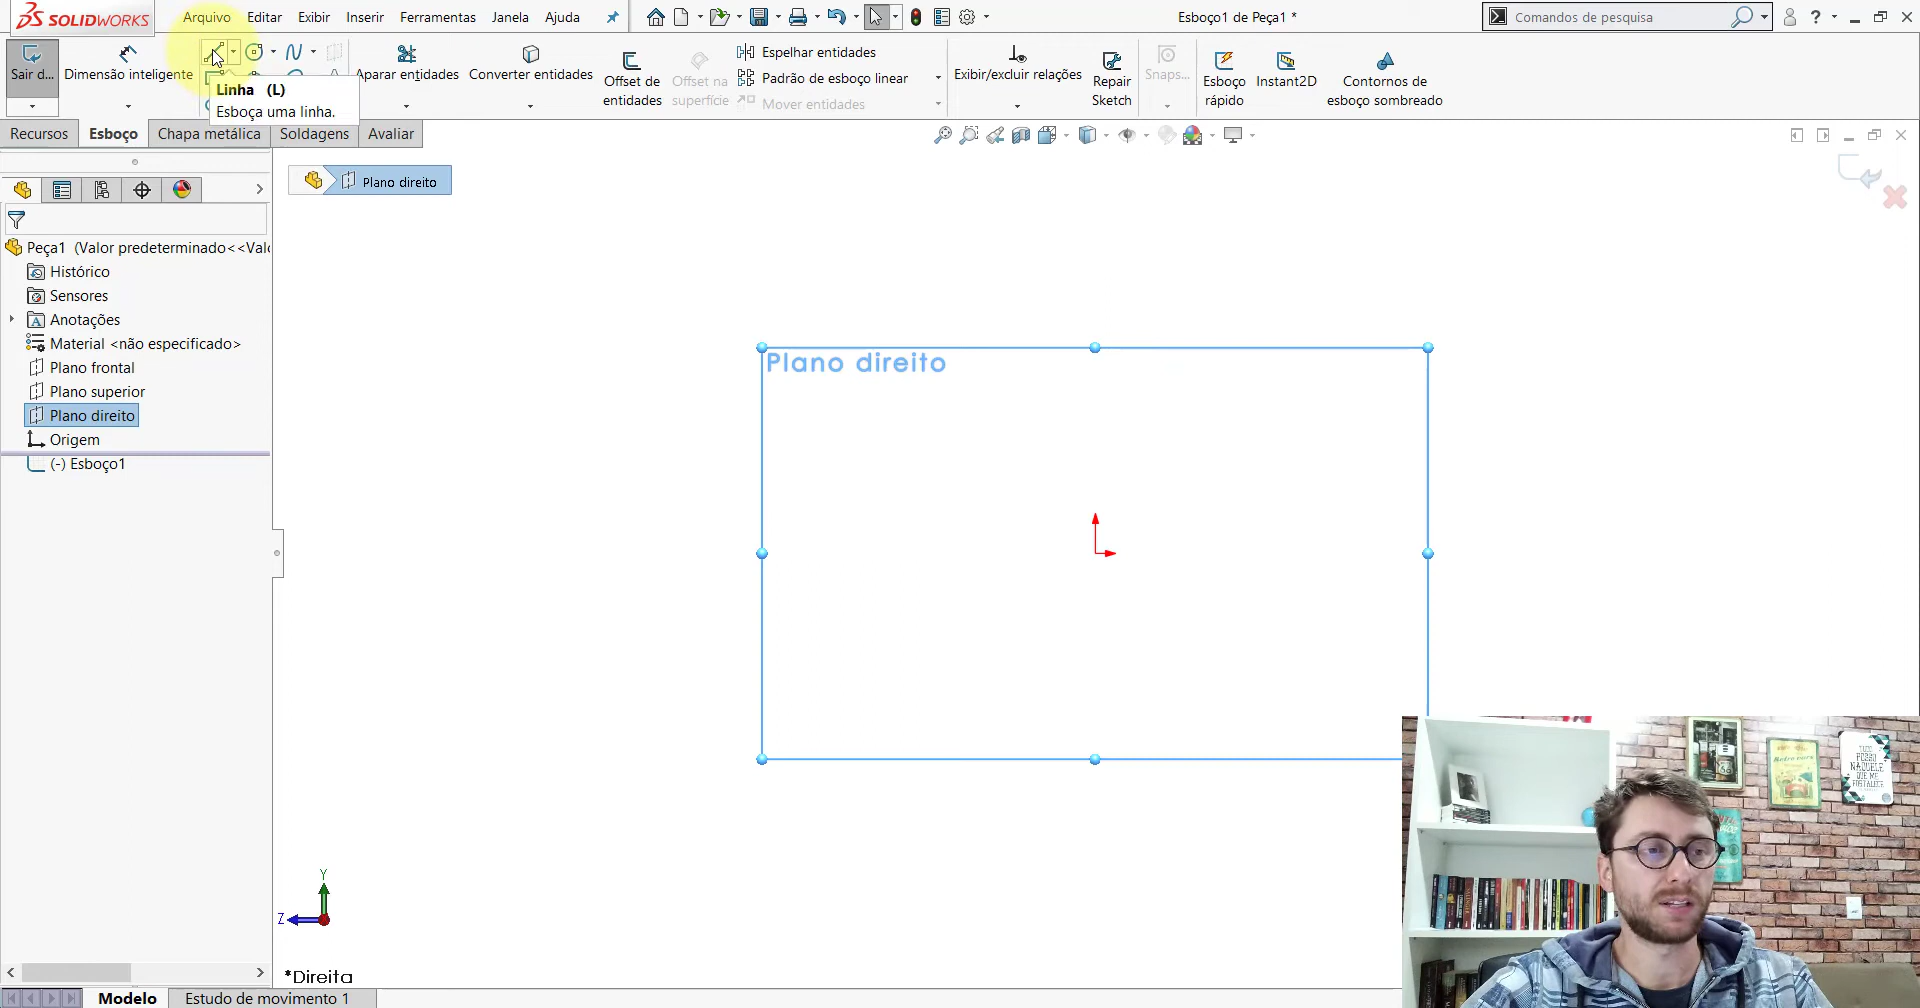 SOLIDWORKS
Arquivo Editar Exibir Inserir Ferramentas Janela Ajuda
Esboço1 de Peça1 *
Comandos de pesquisa
?
Sair d...
Dimensão inteligente
Aparar entidades
Converter entidades
Offset de
entidades
Offset na
superfície
Espelhar entidades
Padrão de esboço linear
Mover entidades
Exibir/excluir relações
Repair
Sketch
Snaps...
Esboço
rápido
Instant2D
Contornos de
esboço sombreado
Linha (L)
Esboça uma linha.
Recursos Esboço Chapa metálica Soldagens Avaliar
Plano direito
Peça1 (Valor predeterminado<<Valo
Histórico
Sensores
Anotações
Material <não especificado>
Plano frontal
Plano superior
Plano direito
Origem
(-) Esboço1
Plano direito
Y
Z
*Direita
Modelo Estudo de movimento 1